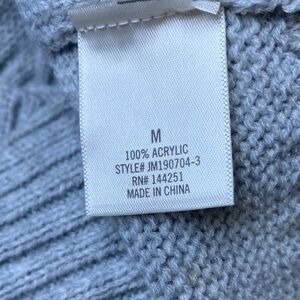 M
100% ACRYLIC
STYLE# JM190704-3
RN# 144251
MADE IN CHINA